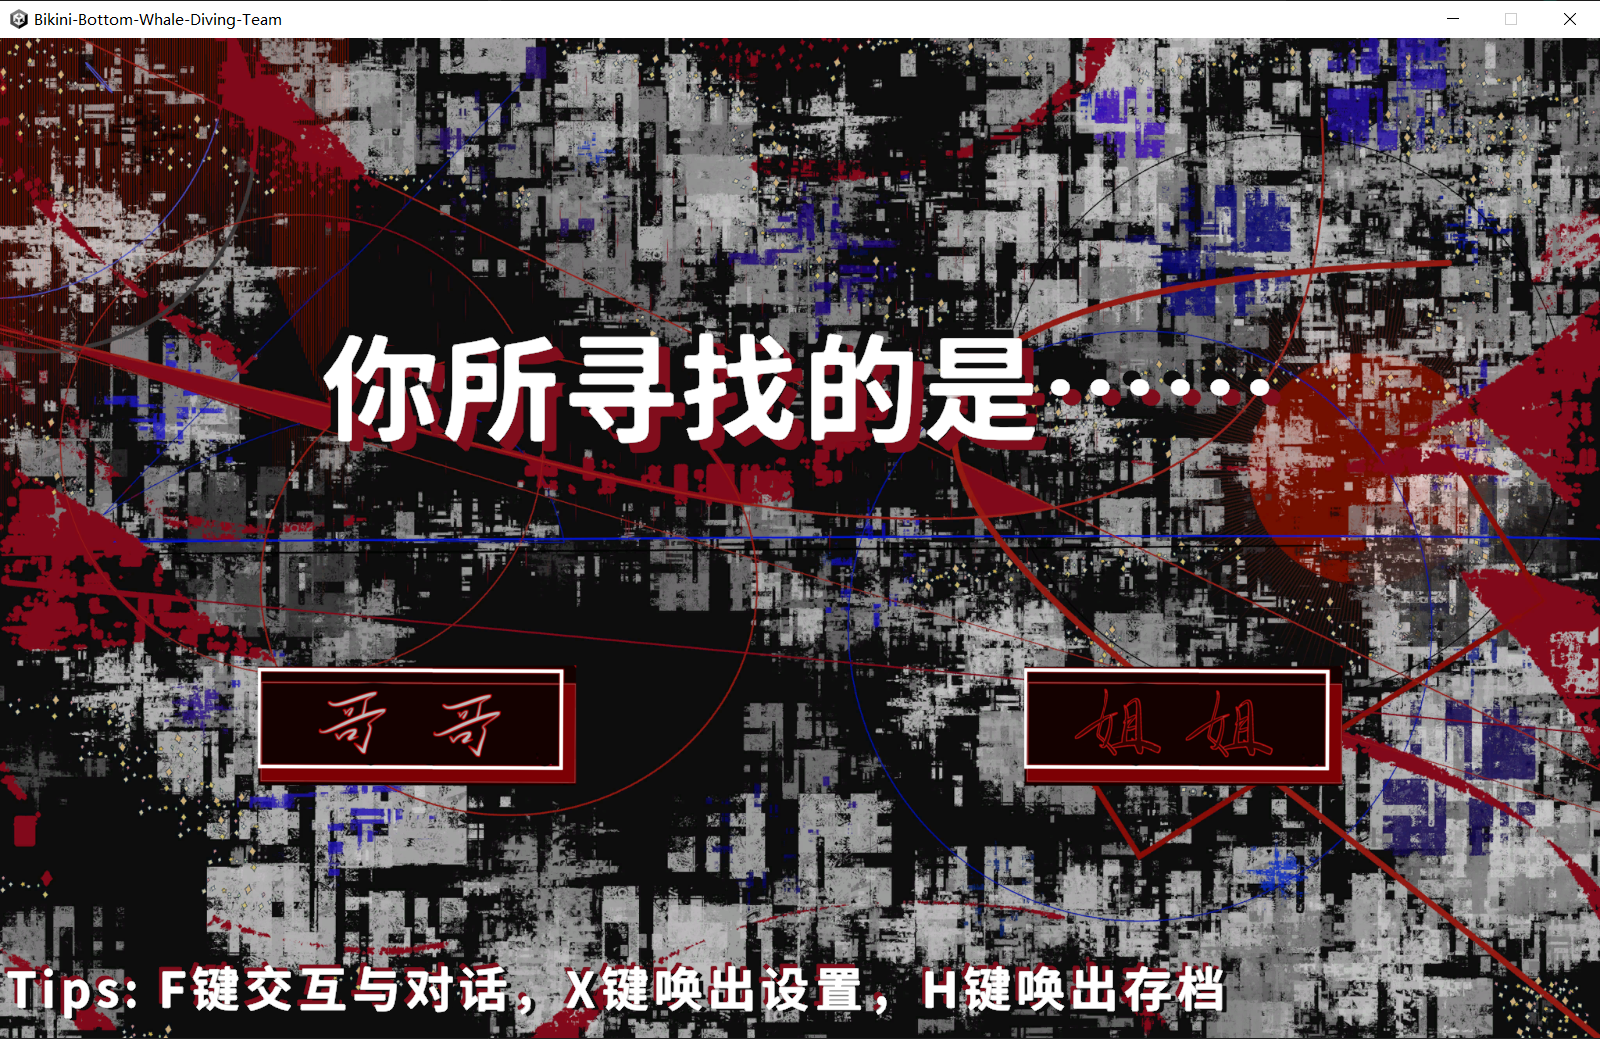 Bikini-Bottom-Whale-Diving-Team
你所寻找的是······
哥哥
姐姐
Tips: F键交互与对话，X键唤出设置，H键唤出存档